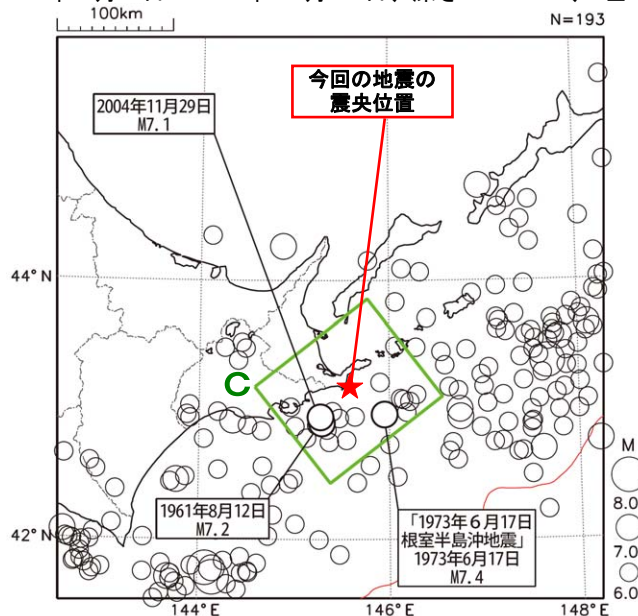 100km
N=193
今回の地震の
震央位置
2004年11月29日
M7.1
44°N
C
M
1961年8月12日
M7.2
「1973年6月17日
根室半島沖地震」
1973年6月17日
M7.4
8.0
7.0
6.0
42°N
144°E
146°E
148°E